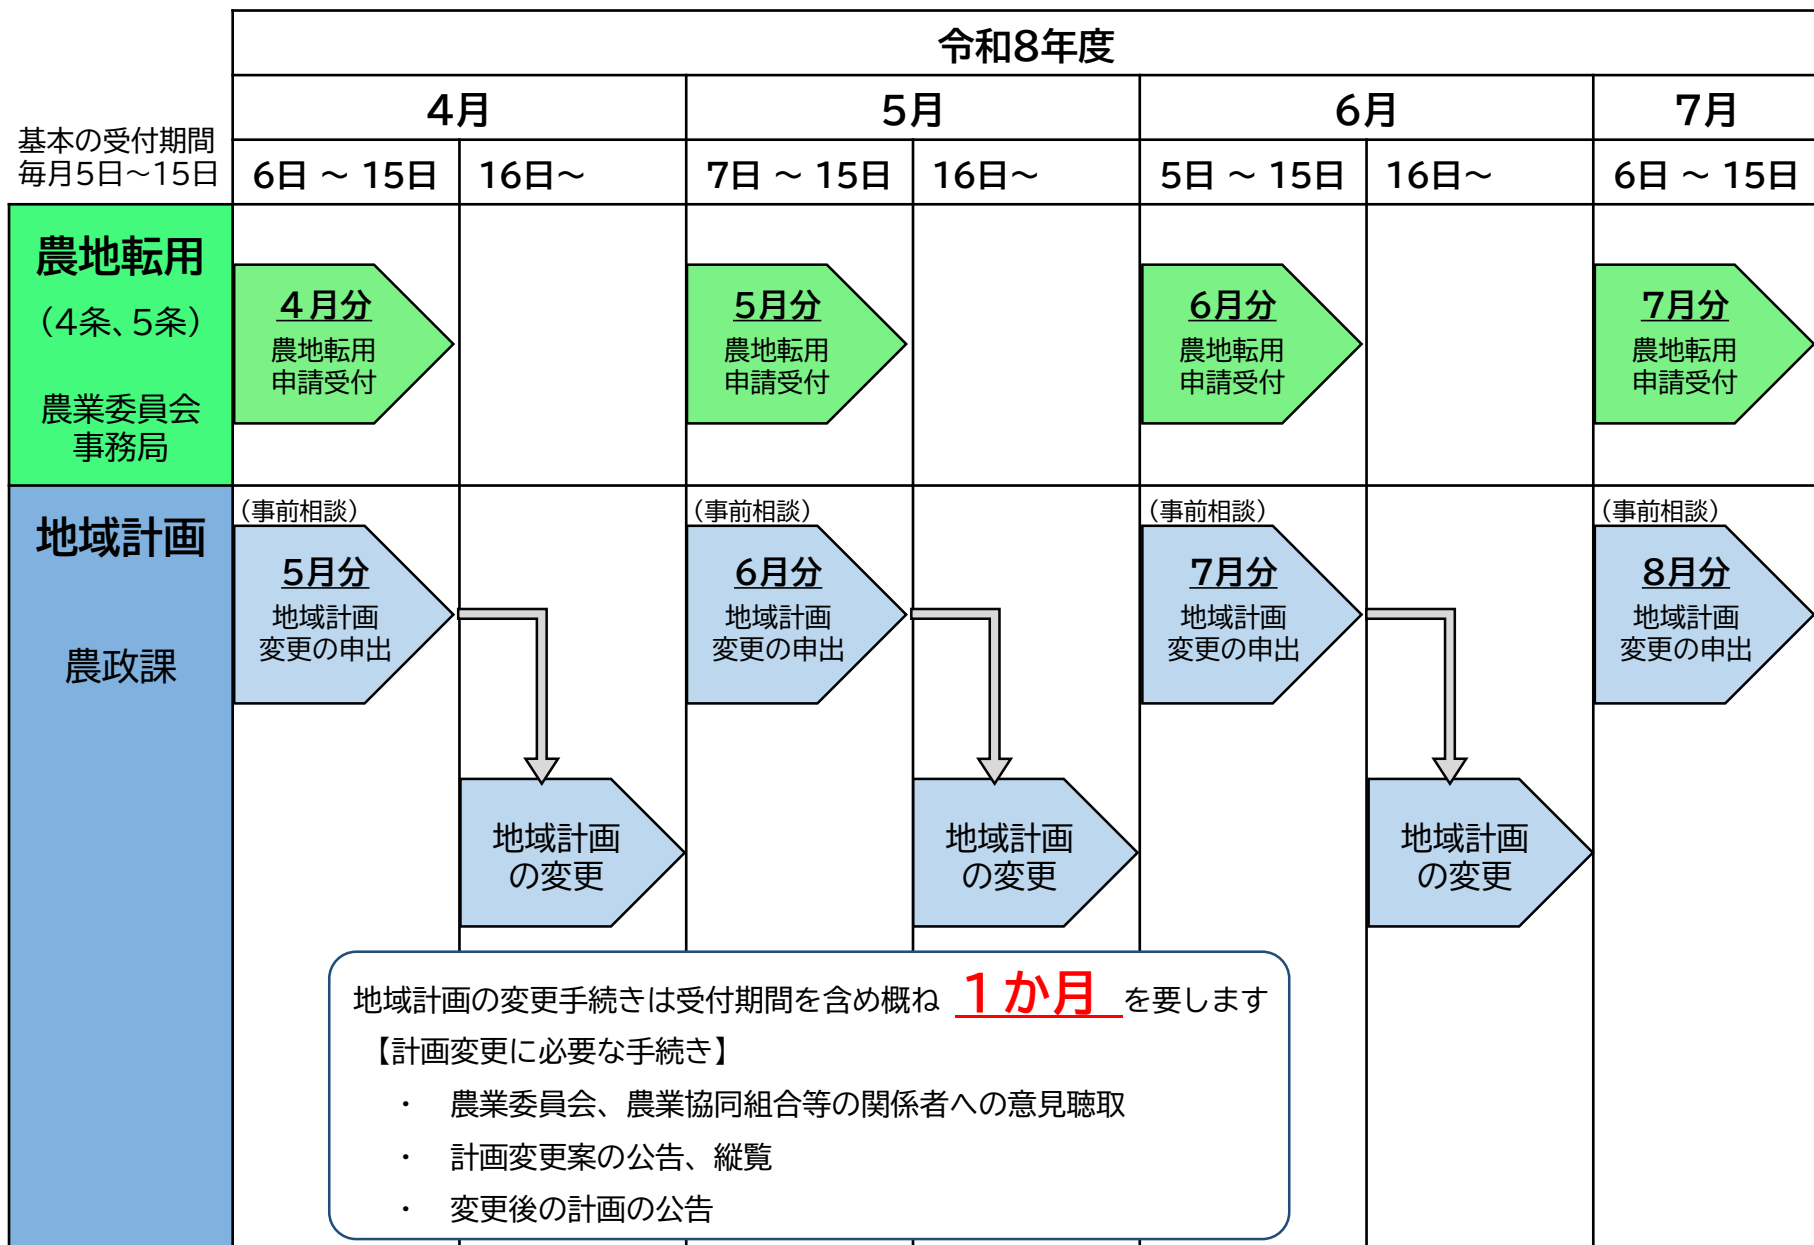 令和8年度
4月 5月 6月 7月
基本の受付期間
毎月5日～15日
6日 ～ 15日 16日～ 7日 ～ 15日 16日～ 5日 ～ 15日 16日～ 6日 ～ 15日
農地転用
（4条、5条）
農業委員会
事務局
4月分
農地転用
申請受付
5月分
農地転用
申請受付
6月分
農地転用
申請受付
7月分
農地転用
申請受付
地域計画
農政課
（事前相談）
5月分
地域計画
変更の申出
（事前相談）
6月分
地域計画
変更の申出
（事前相談）
7月分
地域計画
変更の申出
（事前相談）
8月分
地域計画
変更の申出
地域計画
の変更
地域計画
の変更
地域計画
の変更
地域計画の変更手続きは受付期間を含め概ね １か月 を要します
【計画変更に必要な手続き】
・ 農業委員会、農業協同組合等の関係者への意見聴取
・ 計画変更案の公告、縦覧
・ 変更後の計画の公告